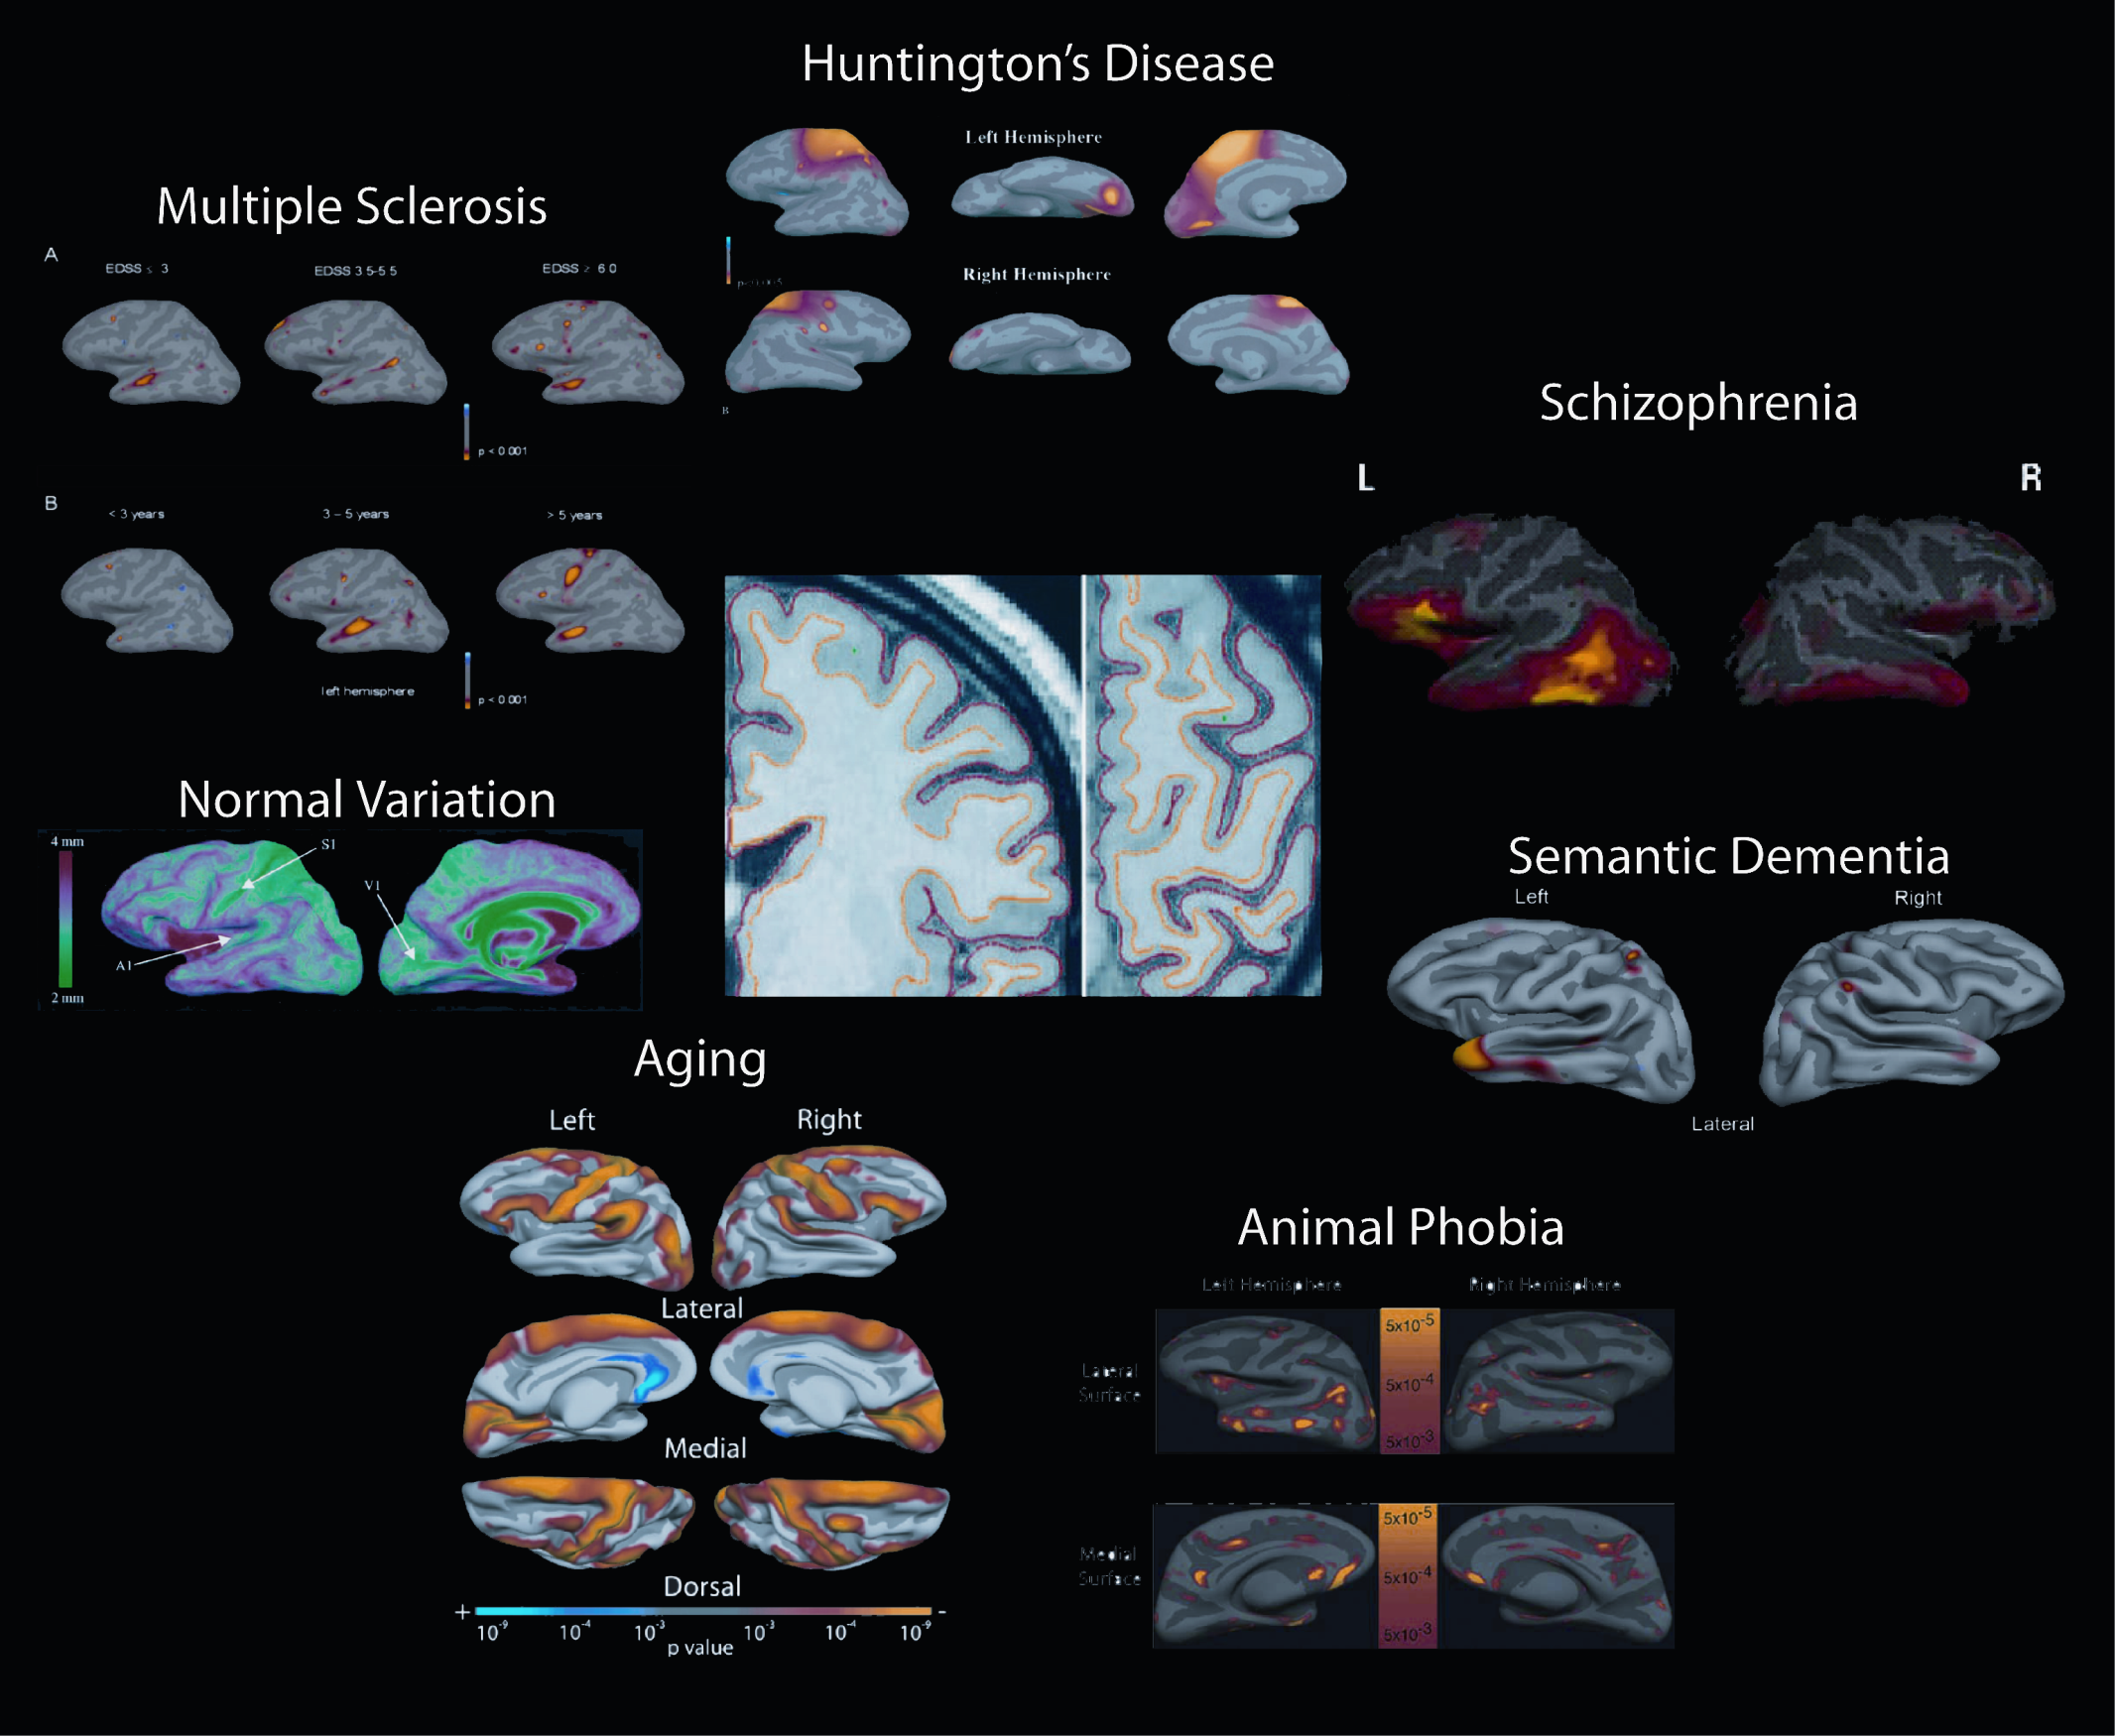 Huntington's Disease
Left Hemisphere
Right Hemisphere
B
Multiple Sclerosis
A
EDSS ≤ 3
EDSS 3 5-5 5
EDSS ≥ 6 0
p < 0 001
B
< 3 years
3 – 5 years
> 5 years
left hemisphere
p < 0 001
Schizophrenia
L
R
Normal Variation
4 mm
2 mm
S1
A1
V1
Semantic Dementia
Left
Right
Lateral
Aging
Left
Right
Lateral
Medial
Dorsal
+
-
10⁻⁹ 10⁻⁴ 10⁻³ 10⁻³ 10⁻⁴ 10⁻⁹
p value
Animal Phobia
Left Hemisphere
Right Hemisphere
Lateral
Surface
5x10⁻⁵
5x10⁻⁴
5x10⁻³
Medial
Surface
5x10⁻⁵
5x10⁻⁴
5x10⁻³